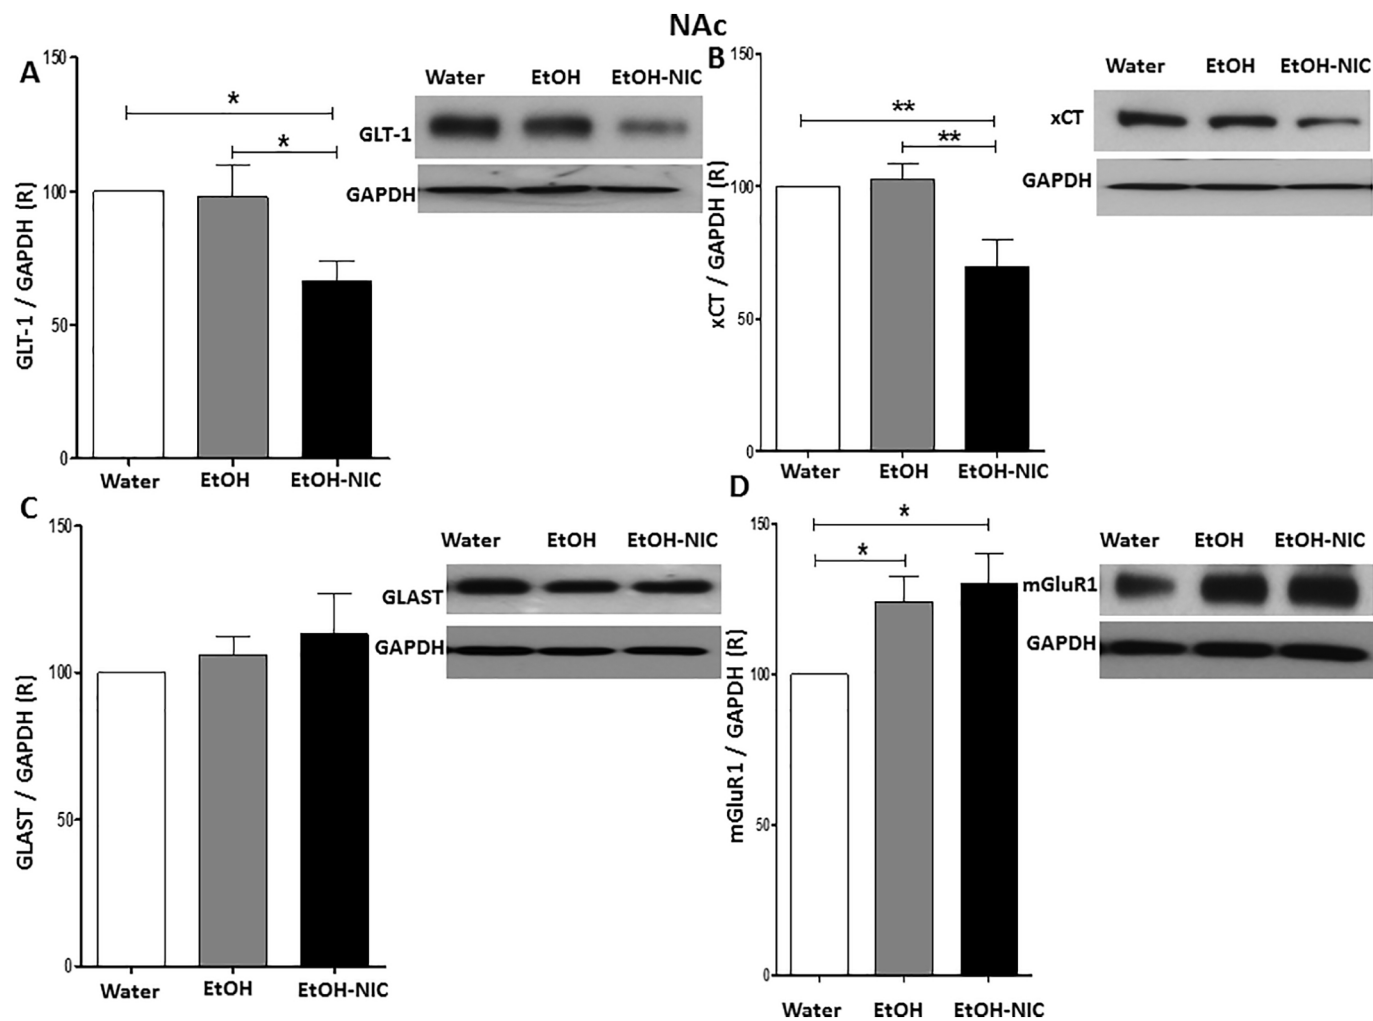 NAc
A
150
100
50
0
GLT-1 / GAPDH (R)
*
*
Water EtOH EtOH-NIC
Water EtOH EtOH-NIC
GLT-1
GAPDH
B
150
100
50
0
xCT / GAPDH (R)
**
**
Water EtOH EtOH-NIC
Water EtOH EtOH-NIC
xCT
GAPDH
C
150
100
50
0
GLAST / GAPDH (R)
Water EtOH EtOH-NIC
Water EtOH EtOH-NIC
GLAST
GAPDH
D
150
100
50
0
mGluR1 / GAPDH (R)
*
*
Water EtOH EtOH-NIC
Water EtOH EtOH-NIC
mGluR1
GAPDH